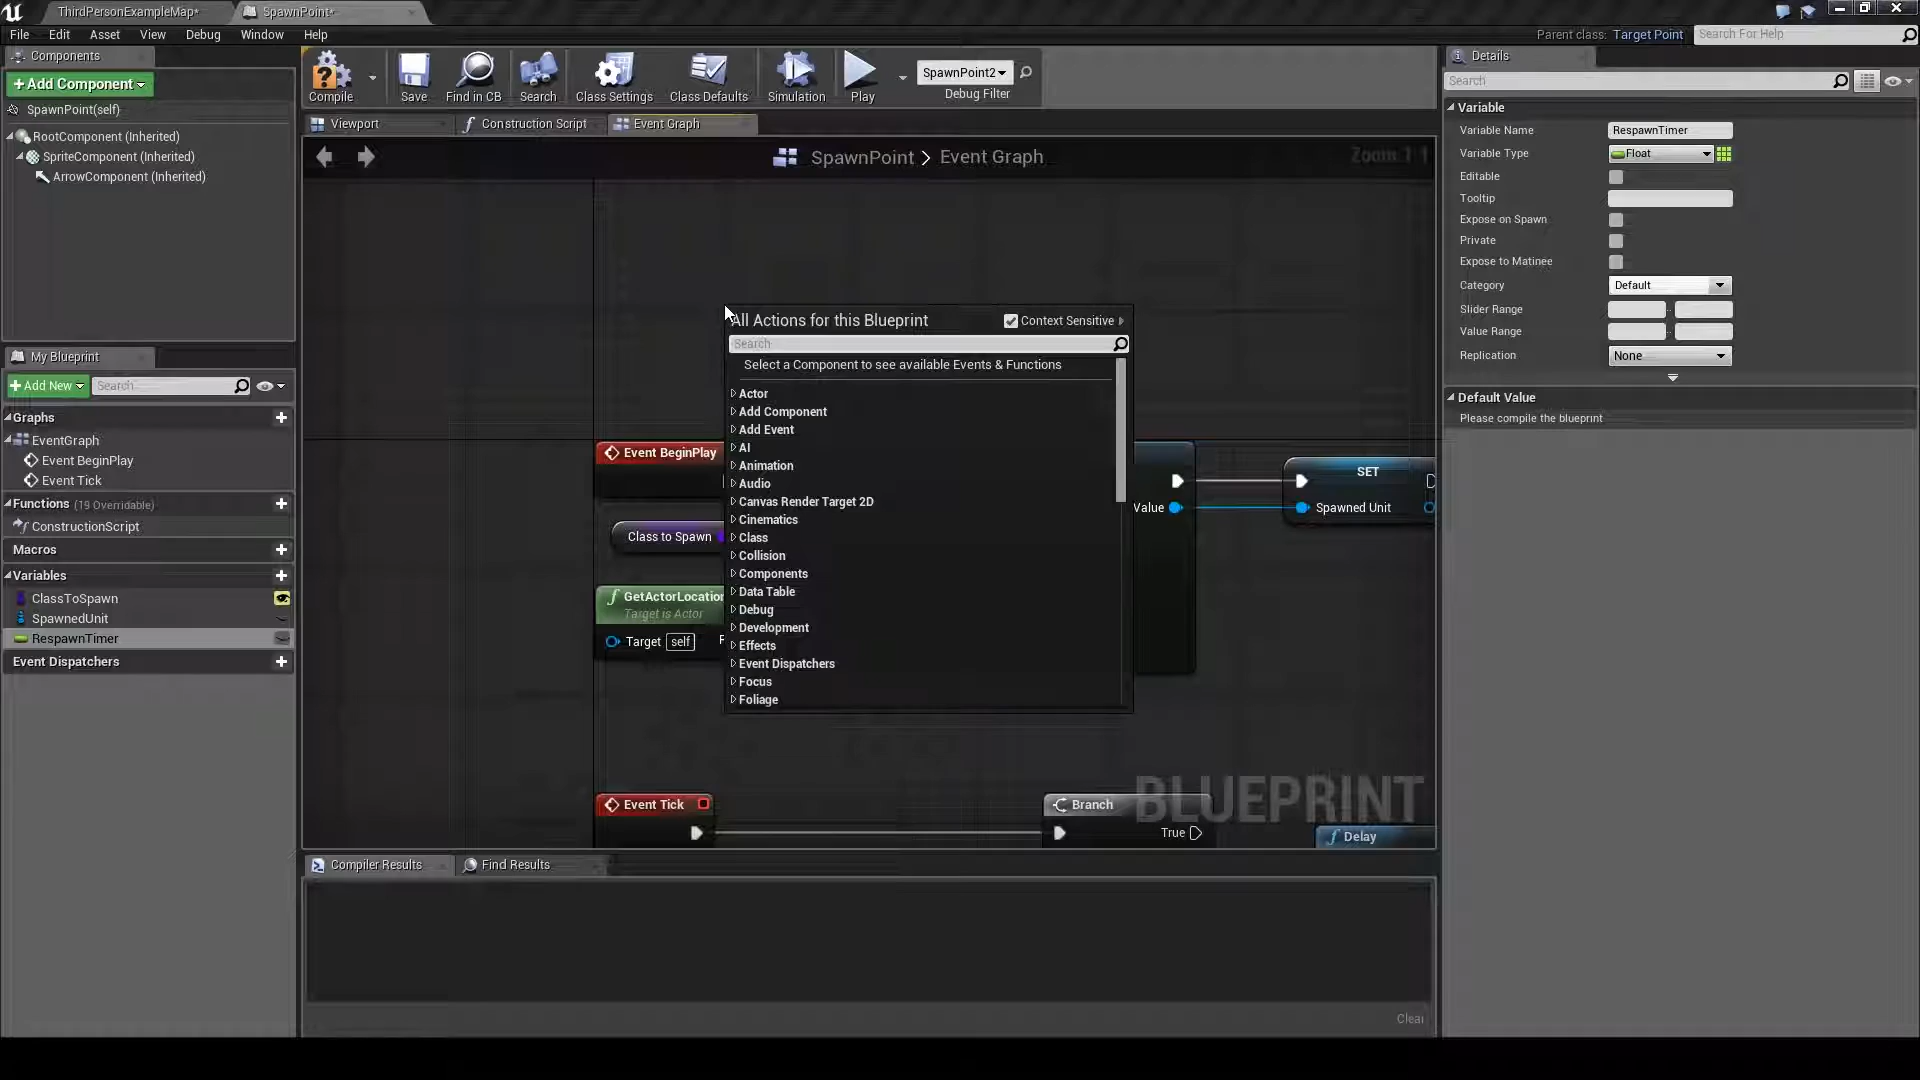 ThirdPersonExampleMap*
SpawnPoint*
File Edit Asset View Debug Window Help
Parent class: Target Point
Search For Help
Components
+Add Component
SpawnPoint(self)
RootComponent (Inherited)
SpriteComponent (Inherited)
ArrowComponent (Inherited)
My Blueprint
+Add New
Search
Graphs
EventGraph
Event BeginPlay
Event Tick
Functions (19 Overridable)
ConstructionScript
Macros
Variables
ClassToSpawn
SpawnedUnit
RespawnTimer
Event Dispatchers
Compile
Save
Find in CB
Search
Class Settings
Class Defaults
Simulation
Play
SpawnPoint2
Debug Filter
Viewport
Construction Script
Event Graph
SpawnPoint > Event Graph
Zoom 1:1
All Actions for this Blueprint
Context Sensitive
Search
Select a Component to see available Events & Functions
Actor
Add Component
Add Event
AI
Animation
Audio
Canvas Render Target 2D
Cinematics
Class
Collision
Components
Data Table
Debug
Development
Effects
Event Dispatchers
Focus
Foliage
Event BeginPlay
Class to Spawn
GetActorLocation
Target is Actor
Target self
Value
SET
Spawned Unit
Event Tick
Branch
True
Delay
BLUEPRINT
Compiler Results
Find Results
Clear
Details
Search
Variable
Variable Name RespawnTimer
Variable Type Float
Editable
Tooltip
Expose on Spawn
Private
Expose to Matinee
Category Default
Slider Range
Value Range
Replication None
Default Value
Please compile the blueprint